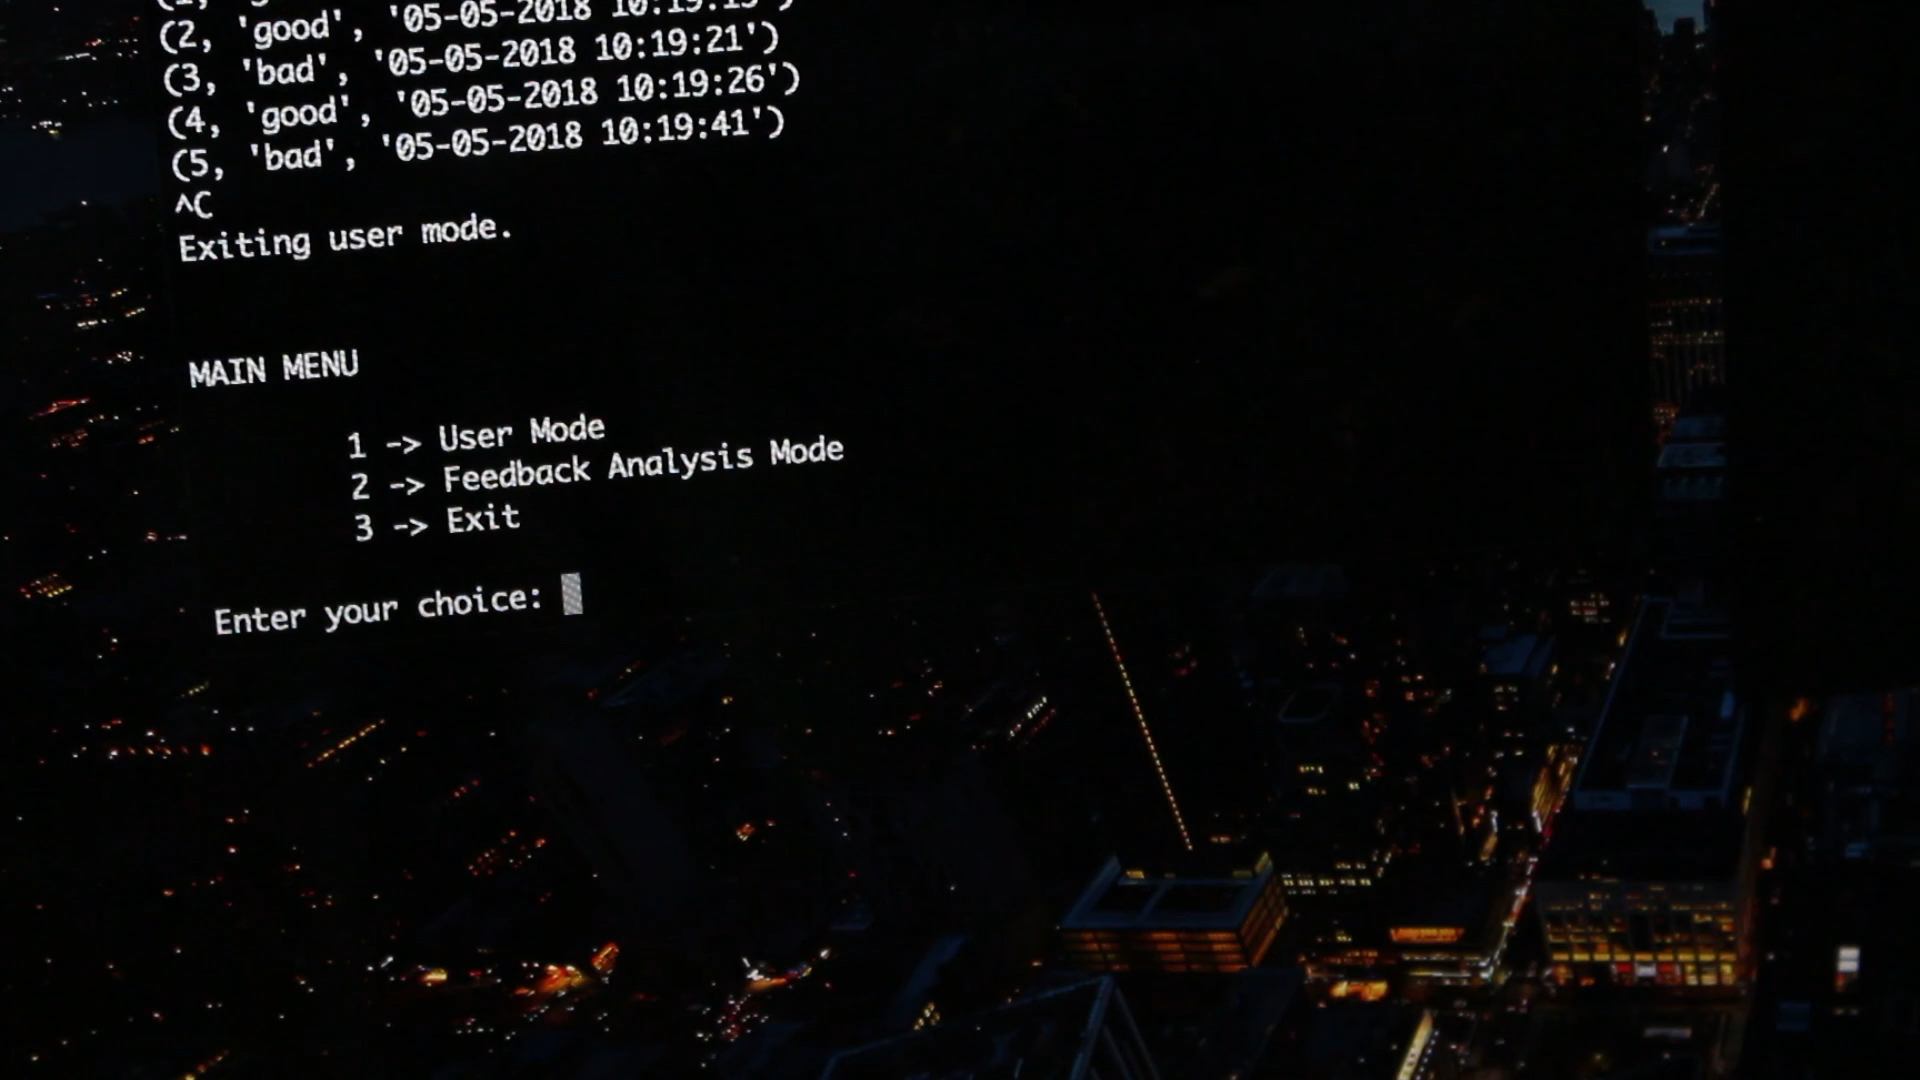 (2, 'good', '05-05-2018 10:19:15')
(3, 'bad', '05-05-2018 10:19:21')
(4, 'good', '05-05-2018 10:19:26')
(5, 'bad', '05-05-2018 10:19:41')
^C
Exiting user mode.
MAIN MENU
1 -> User Mode
2 -> Feedback Analysis Mode
3 -> Exit
Enter your choice: